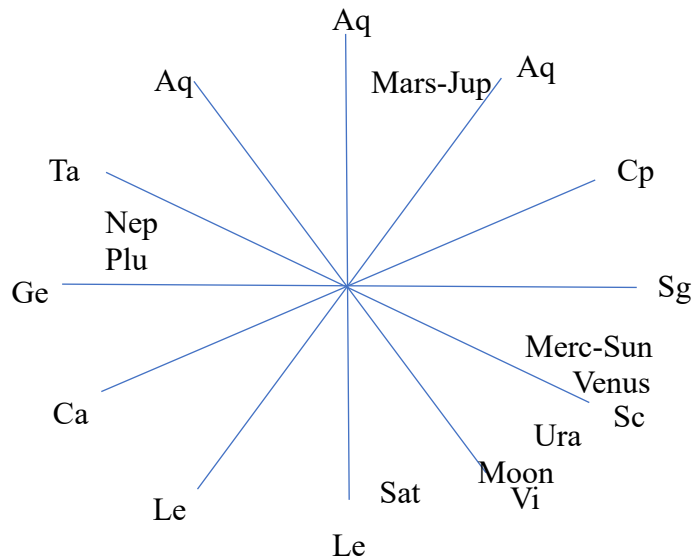 Aq
Aq
Mars-Jup
Aq
Ta
Cp
Nep
Plu
Ge
Sg
Merc-Sun
Venus
Ca
Sc
Ura
Moon
Vi
Sat
Le
Le